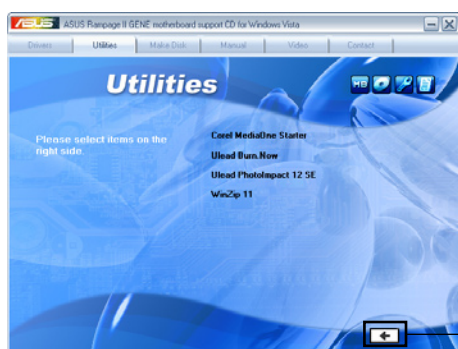 ASUS ASUS Rampage II GENE motherboard support CD for Windows Vista
Drivers Utilities Make Disk Manual Video Contact
Utilities
Please select items on the
right side.
Corel MediaOne Starter
Ulead Burn.Now
Ulead PhotoImpact 12 SE
WinZip 11